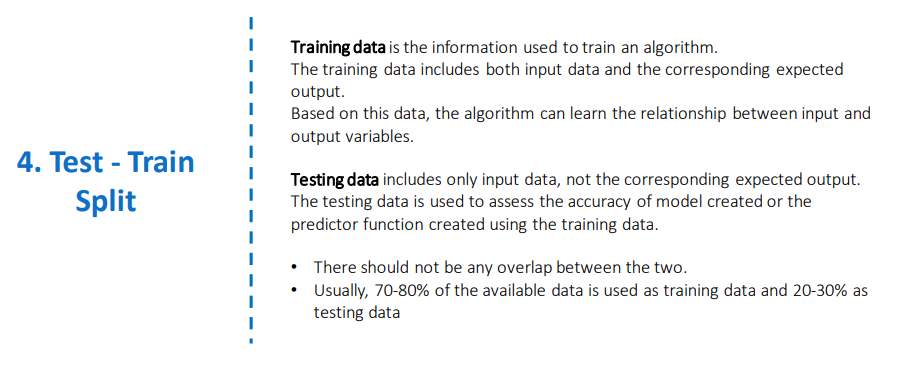 4. Test - Train
Split
Training data is the information used to train an algorithm.
The training data includes both input data and the corresponding expected
output.
Based on this data, the algorithm can learn the relationship between input and
output variables.
Testing data includes only input data, not the corresponding expected output.
The testing data is used to assess the accuracy of model created or the
predictor function created using the training data.
• There should not be any overlap between the two.
• Usually, 70-80% of the available data is used as training data and 20-30% as
testing data